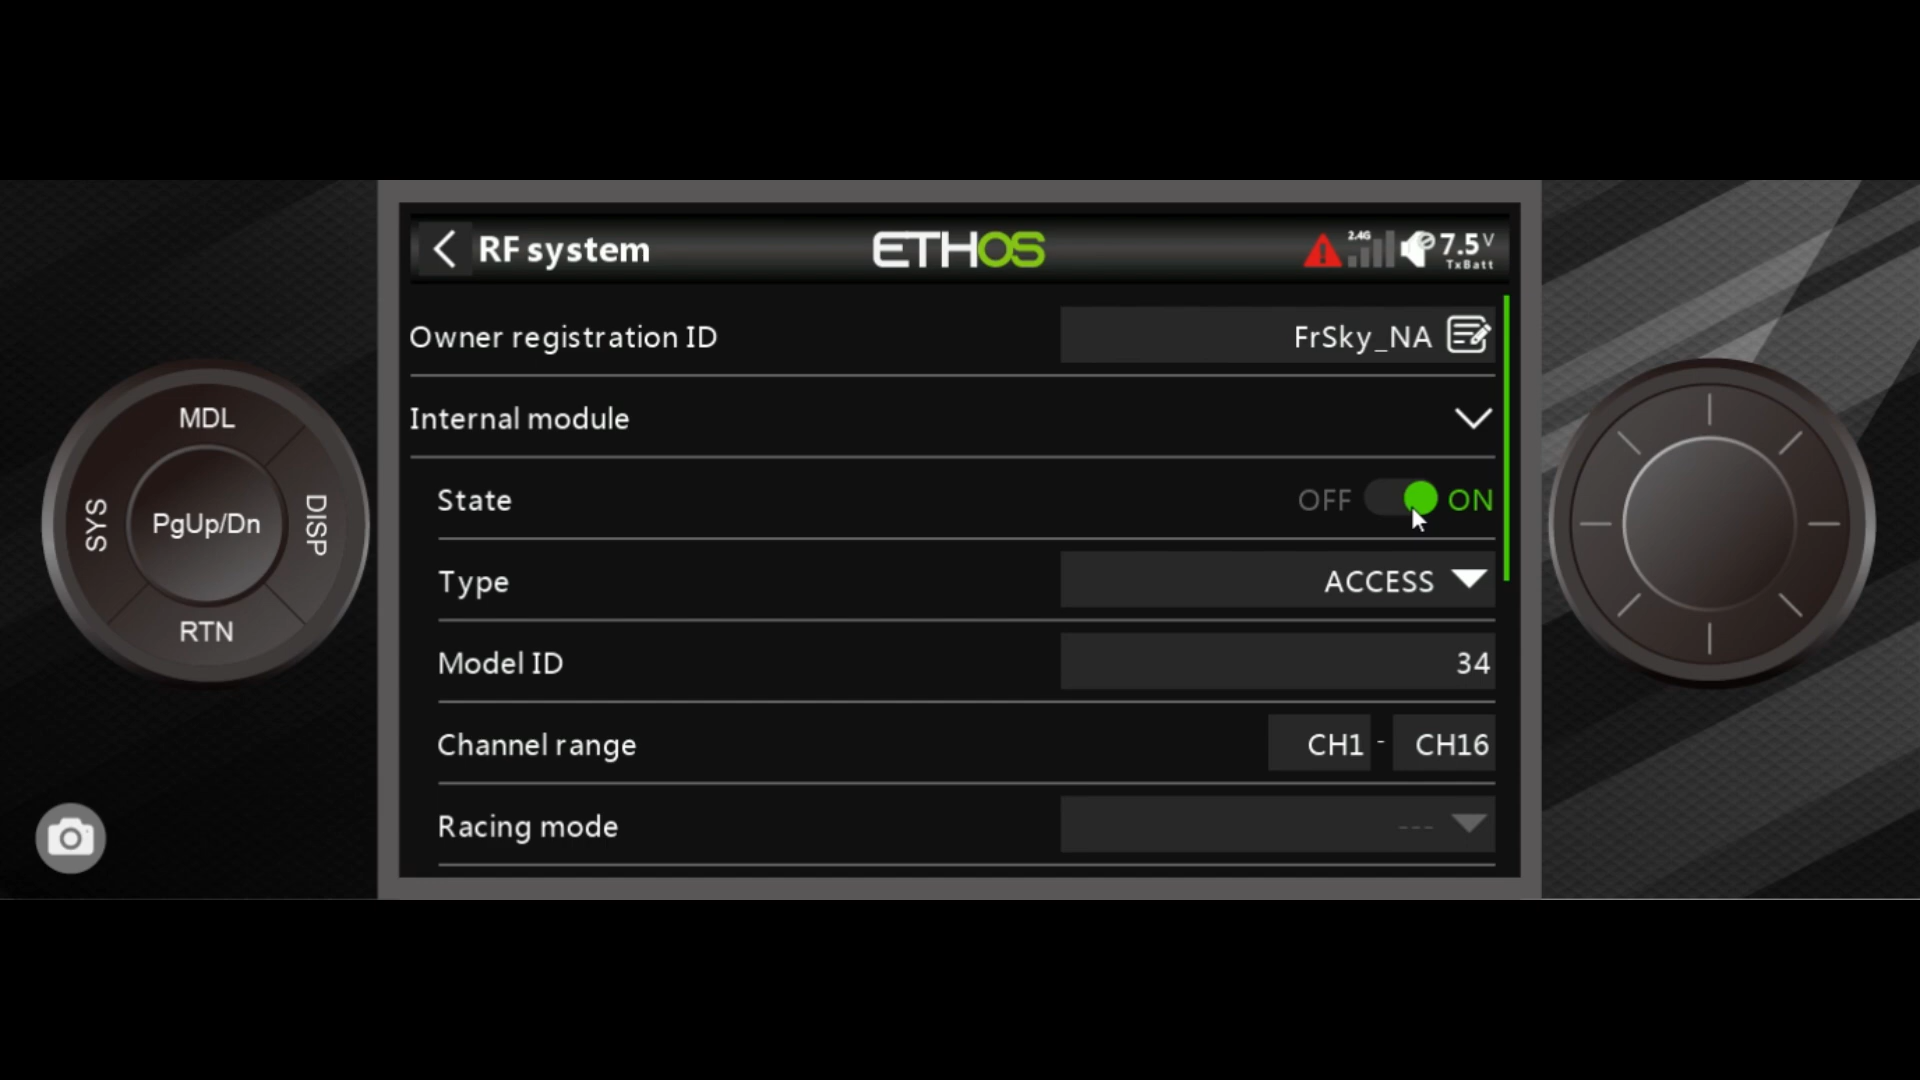 RF system
ETHOS
2.4G
7.5V
TxBatt
Owner registration ID
FrSky_NA
Internal module
State
OFF ON
Type
ACCESS
Model ID
34
Channel range
CH1 - CH16
Racing mode
---
MDL
SYS
PgUp/Dn
DISP
RTN